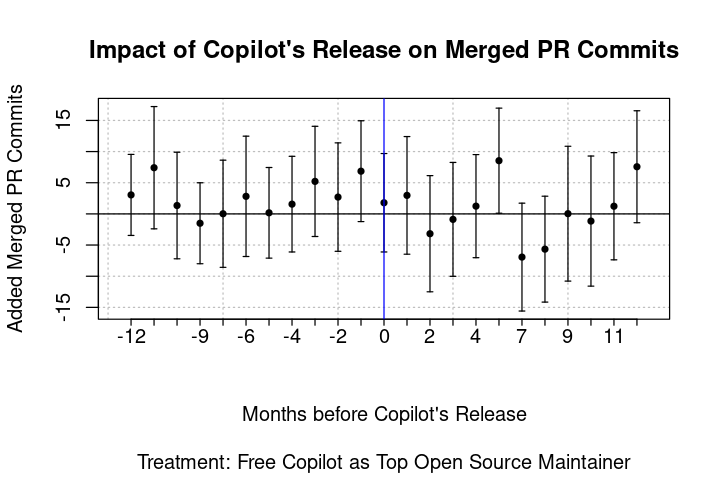 Impact of Copilot's Release on Merged PR Commits
Added Merged PR Commits
15
5
-5
-15
-12 -9 -6 -4 -2 0 2 4 7 9 11
Months before Copilot's Release
Treatment: Free Copilot as Top Open Source Maintainer